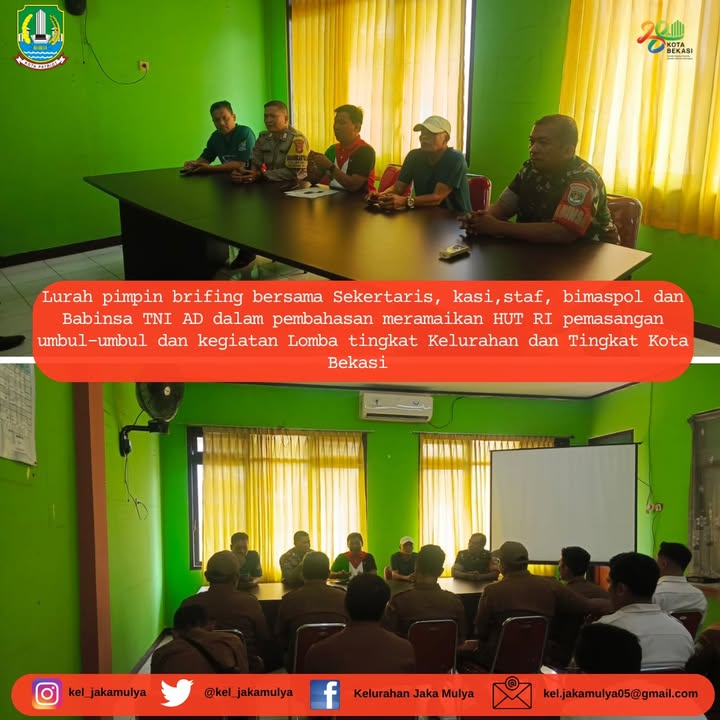 KOTA
BEKASI
Lurah pimpin brifing bersama Sekertaris, kasi,staf, bimaspol dan
Babinsa TNI AD dalam pembahasan meramaikan HUT RI pemasangan
umbul-umbul dan kegiatan Lomba tingkat Kelurahan dan Tingkat Kota
Bekasi
kel_jakamulya
@kel_jakamulya
Kelurahan Jaka Mulya
kel.jakamulya05@gmail.com